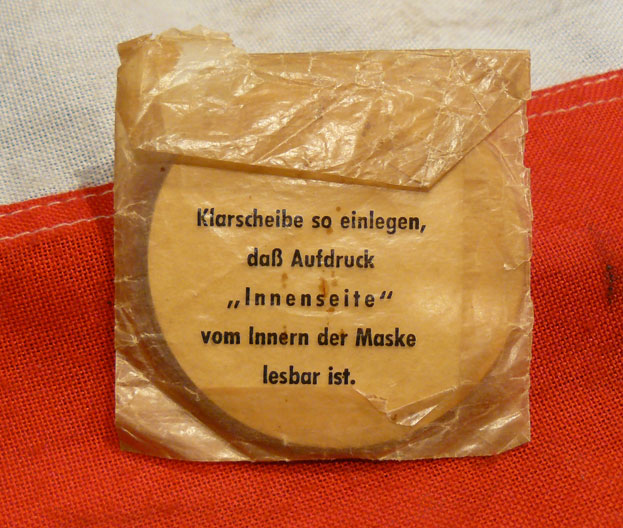 Klarscheibe so einlegen,
daß Aufdruck
„Innenseite“
vom Innern der Maske
lesbar ist.